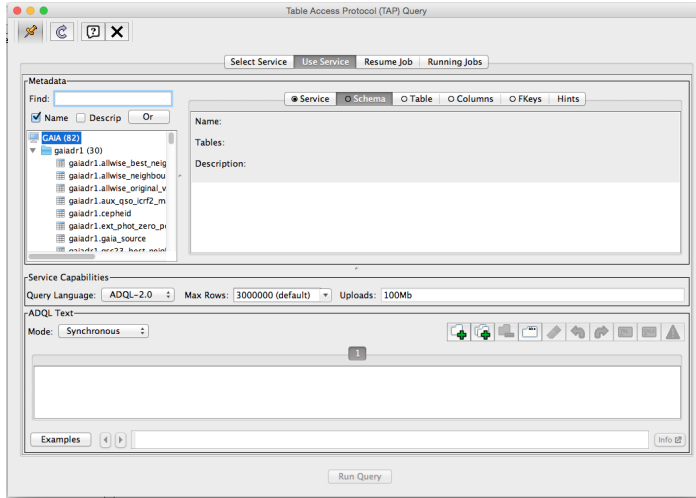 Table Access Protocol (TAP) Query
Select Service Use Service Resume Job Running Jobs
Metadata
Find:
Name Descrip Or
Service Schema Table Columns FKeys Hints
GAIA (82)
gaiadr1 (30)
gaiadr1.allwise_best_neig
gaiadr1.allwise_neighbou
gaiadr1.allwise_original_v
gaiadr1.aux_qso_icrf2_m
gaiadr1.cepheid
gaiadr1.ext_phot_zero_p
gaiadr1.gaia_source
gaiadr1.gsc23_best_neigl
Name:
Tables:
Description:
Service Capabilities
Query Language: ADQL-2.0 Max Rows: 3000000 (default) Uploads: 100Mb
ADQL Text
Mode: Synchronous
1
Examples Info
Run Query